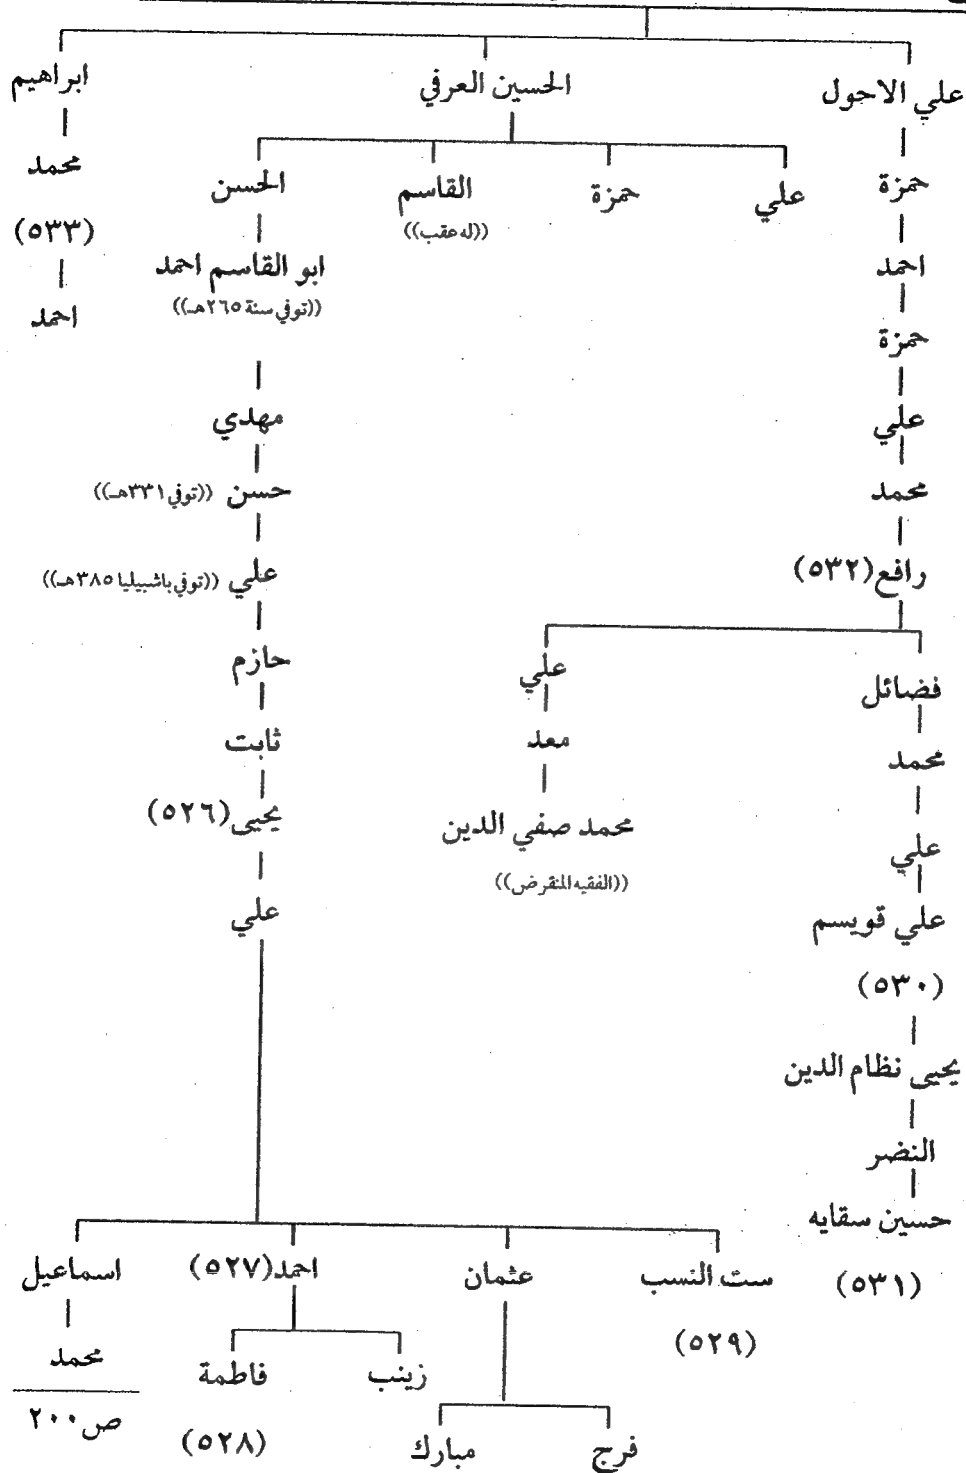 علي الاحول
الحسين العرفي
ابراهيم
حمزة
احمد
حمزة
علي
محمد
رافع (٥٣٢)
فضائل
محمد
علي
علي قويسم
(٥٣٠)
يحيى نظام الدين
النضر
حسين سقايه
(٥٣١)
علي
معد
محمد صفي الدين
((الفقيه المنقرض))
علي
حمزة
القاسم
((له عقب))
الحسن
ابو القاسم احمد
((توفي سنة ٢٦٥هـ))
مهدي
حسن ((توفي ٣٣١هـ))
علي ((توفي باشبيليا ٣٨٥هـ))
حازم
ثابت
يحيى (٥٢٦)
علي
ست النسب
(٥٢٩)
عثمان
فرج
مبارك
احمد (٥٢٧)
زينب
فاطمة
(٥٢٨)
اسماعيل
محمد
ص ٢٠٠
محمد
(٥٣٣)
احمد